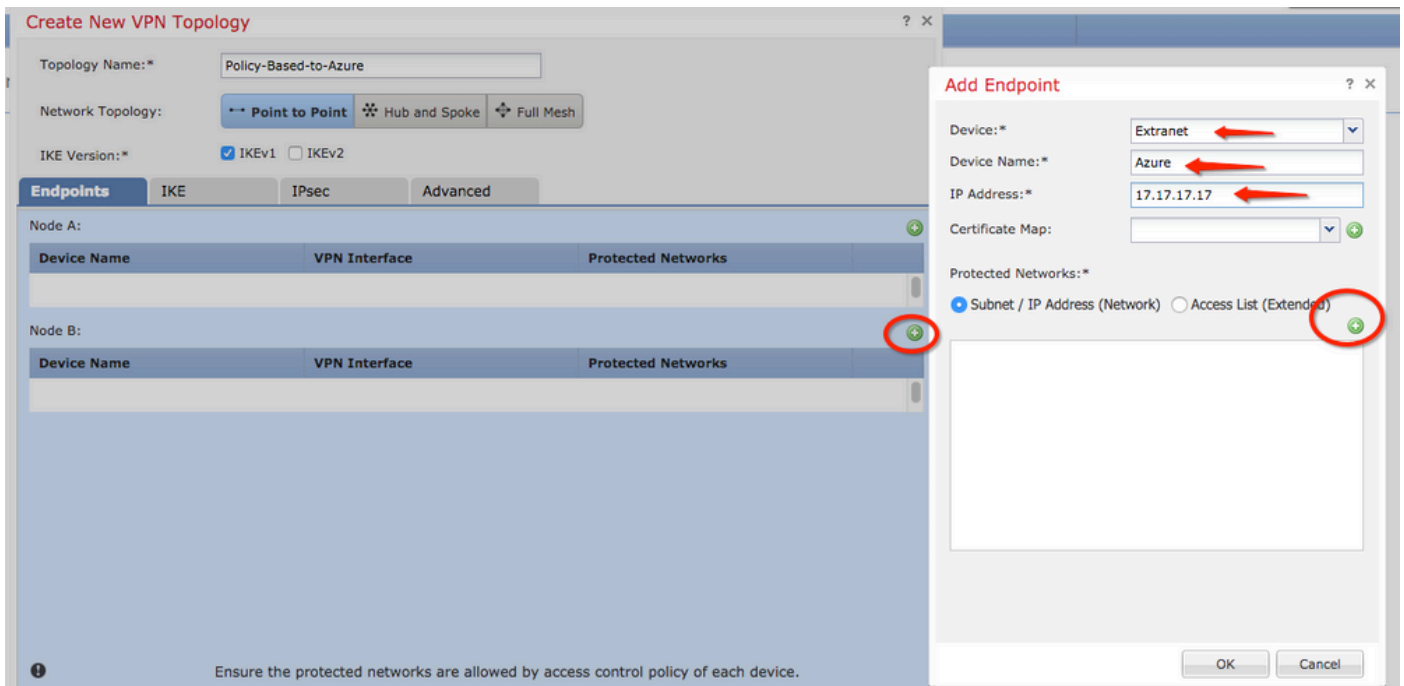 Create New VPN Topology ?
Topology Name:* Policy-Based-to-Azure
Network Topology: Point to Point Hub and Spoke Full Mesh
IKE Version:* IKEv1 IKEv2
Endpoints IKE IPsec Advanced
Node A:
Device Name VPN Interface Protected Networks
Node B:
Device Name VPN Interface Protected Networks
Ensure the protected networks are allowed by access control policy of each device.
Add Endpoint ?
Device:* Extranet
Device Name:* Azure
IP Address:* 17.17.17.17
Certificate Map:
Protected Networks:*
Subnet / IP Address (Network) Access List (Extended)
OK Cancel